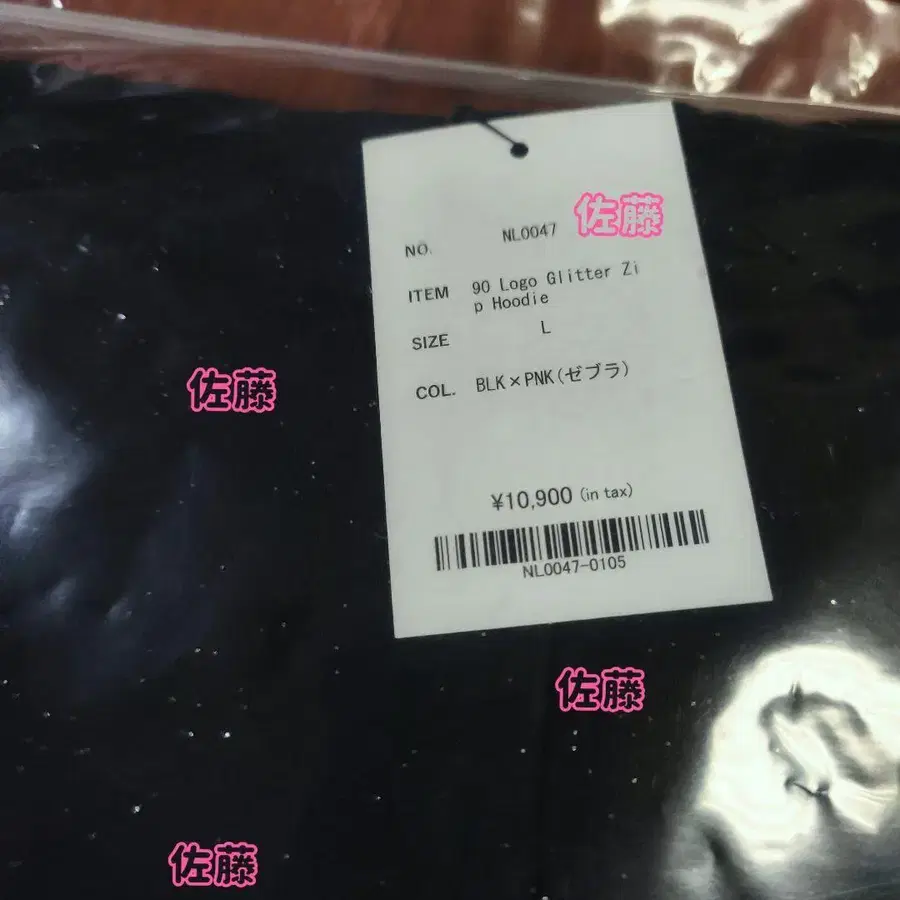 NO. NL0047 佐藤
ITEM 90 Logo Glitter Zi
p Hoodie
SIZE L
佐藤
COL. BLK×PNK(ゼブラ)
¥10,900 (in tax)
NL0047-0105
佐藤
佐藤